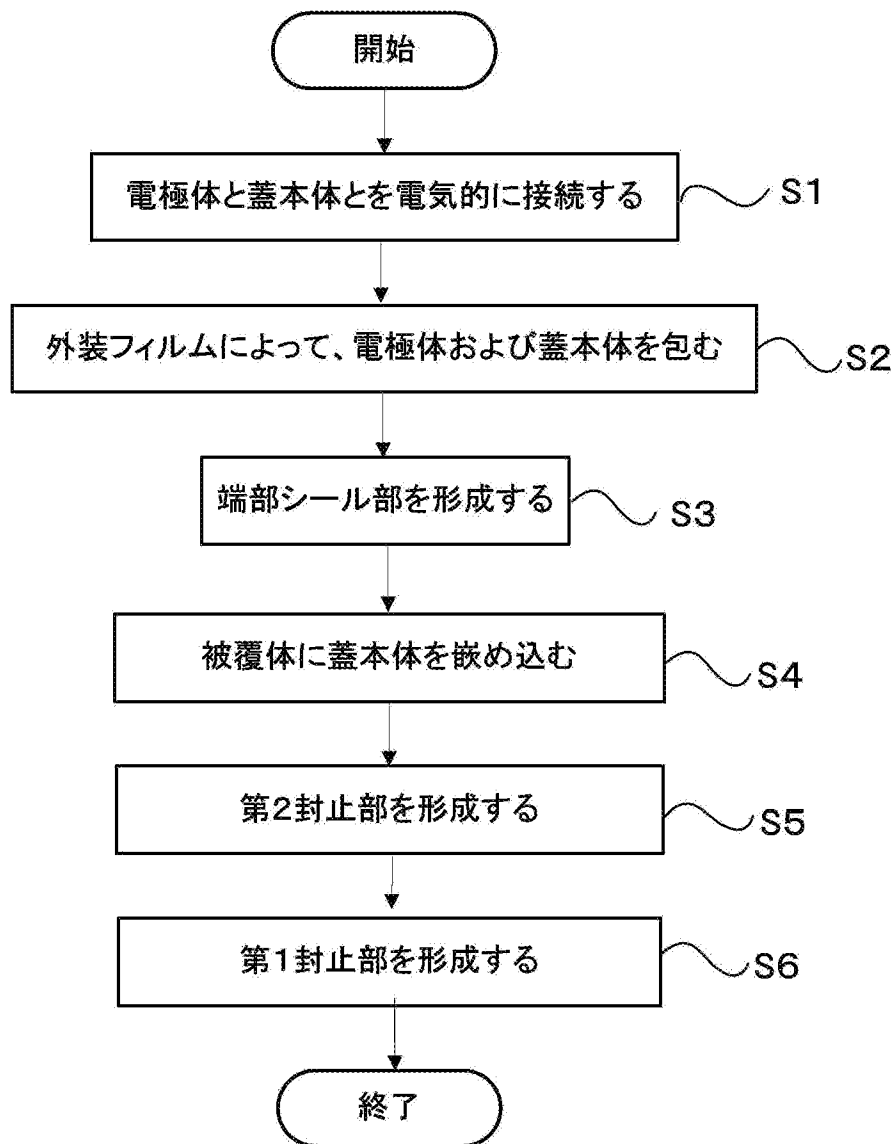 開始
電極体と蓋本体とを電気的に接続する
S1
外装フィルムによって、電極体および蓋本体を包む
S2
端部シール部を形成する
S3
被覆体に蓋本体を嵌め込む
S4
第2封止部を形成する
S5
第1封止部を形成する
S6
終了